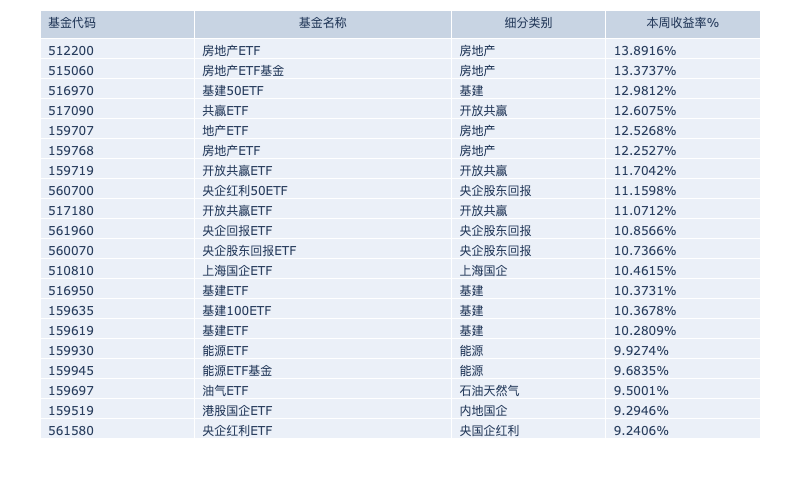 基金代码 基金名称 细分类别 本周收益率%
512200 房地产ETF 房地产 13.8916%
515060 房地产ETF基金 房地产 13.3737%
516970 基建50ETF 基建 12.9812%
517090 共赢ETF 开放共赢 12.6075%
159707 地产ETF 房地产 12.5268%
159768 房地产ETF 房地产 12.2527%
159719 开放共赢ETF 开放共赢 11.7042%
560700 央企红利50ETF 央企股东回报 11.1598%
517180 开放共赢ETF 开放共赢 11.0712%
561960 央企回报ETF 央企股东回报 10.8566%
560070 央企股东回报ETF 央企股东回报 10.7366%
510810 上海国企ETF 上海国企 10.4615%
516950 基建ETF 基建 10.3731%
159635 基建100ETF 基建 10.3678%
159619 基建ETF 基建 10.2809%
159930 能源ETF 能源 9.9274%
159945 能源ETF基金 能源 9.6835%
159697 油气ETF 石油天然气 9.5001%
159519 港股国企ETF 内地国企 9.2946%
561580 央企红利ETF 央国企红利 9.2406%